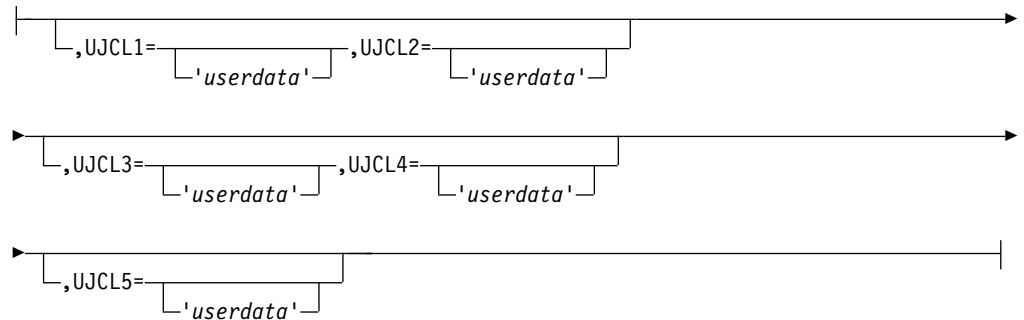 ,UJCL1= ,UJCL2=
'userdata' 'userdata'
,UJCL3= ,UJCL4=
'userdata' 'userdata'
,UJCL5=
'userdata'